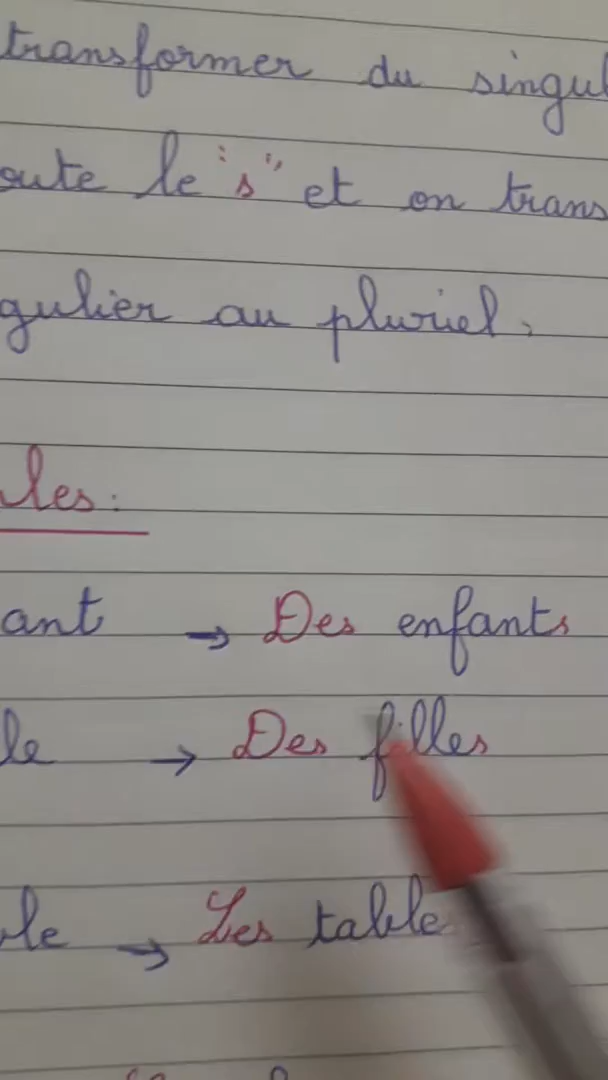 transformer du singul
oute le "s" et on trans
gulier au pluriel.
les:
ant → Des enfants
le → Des filles
le → Les table